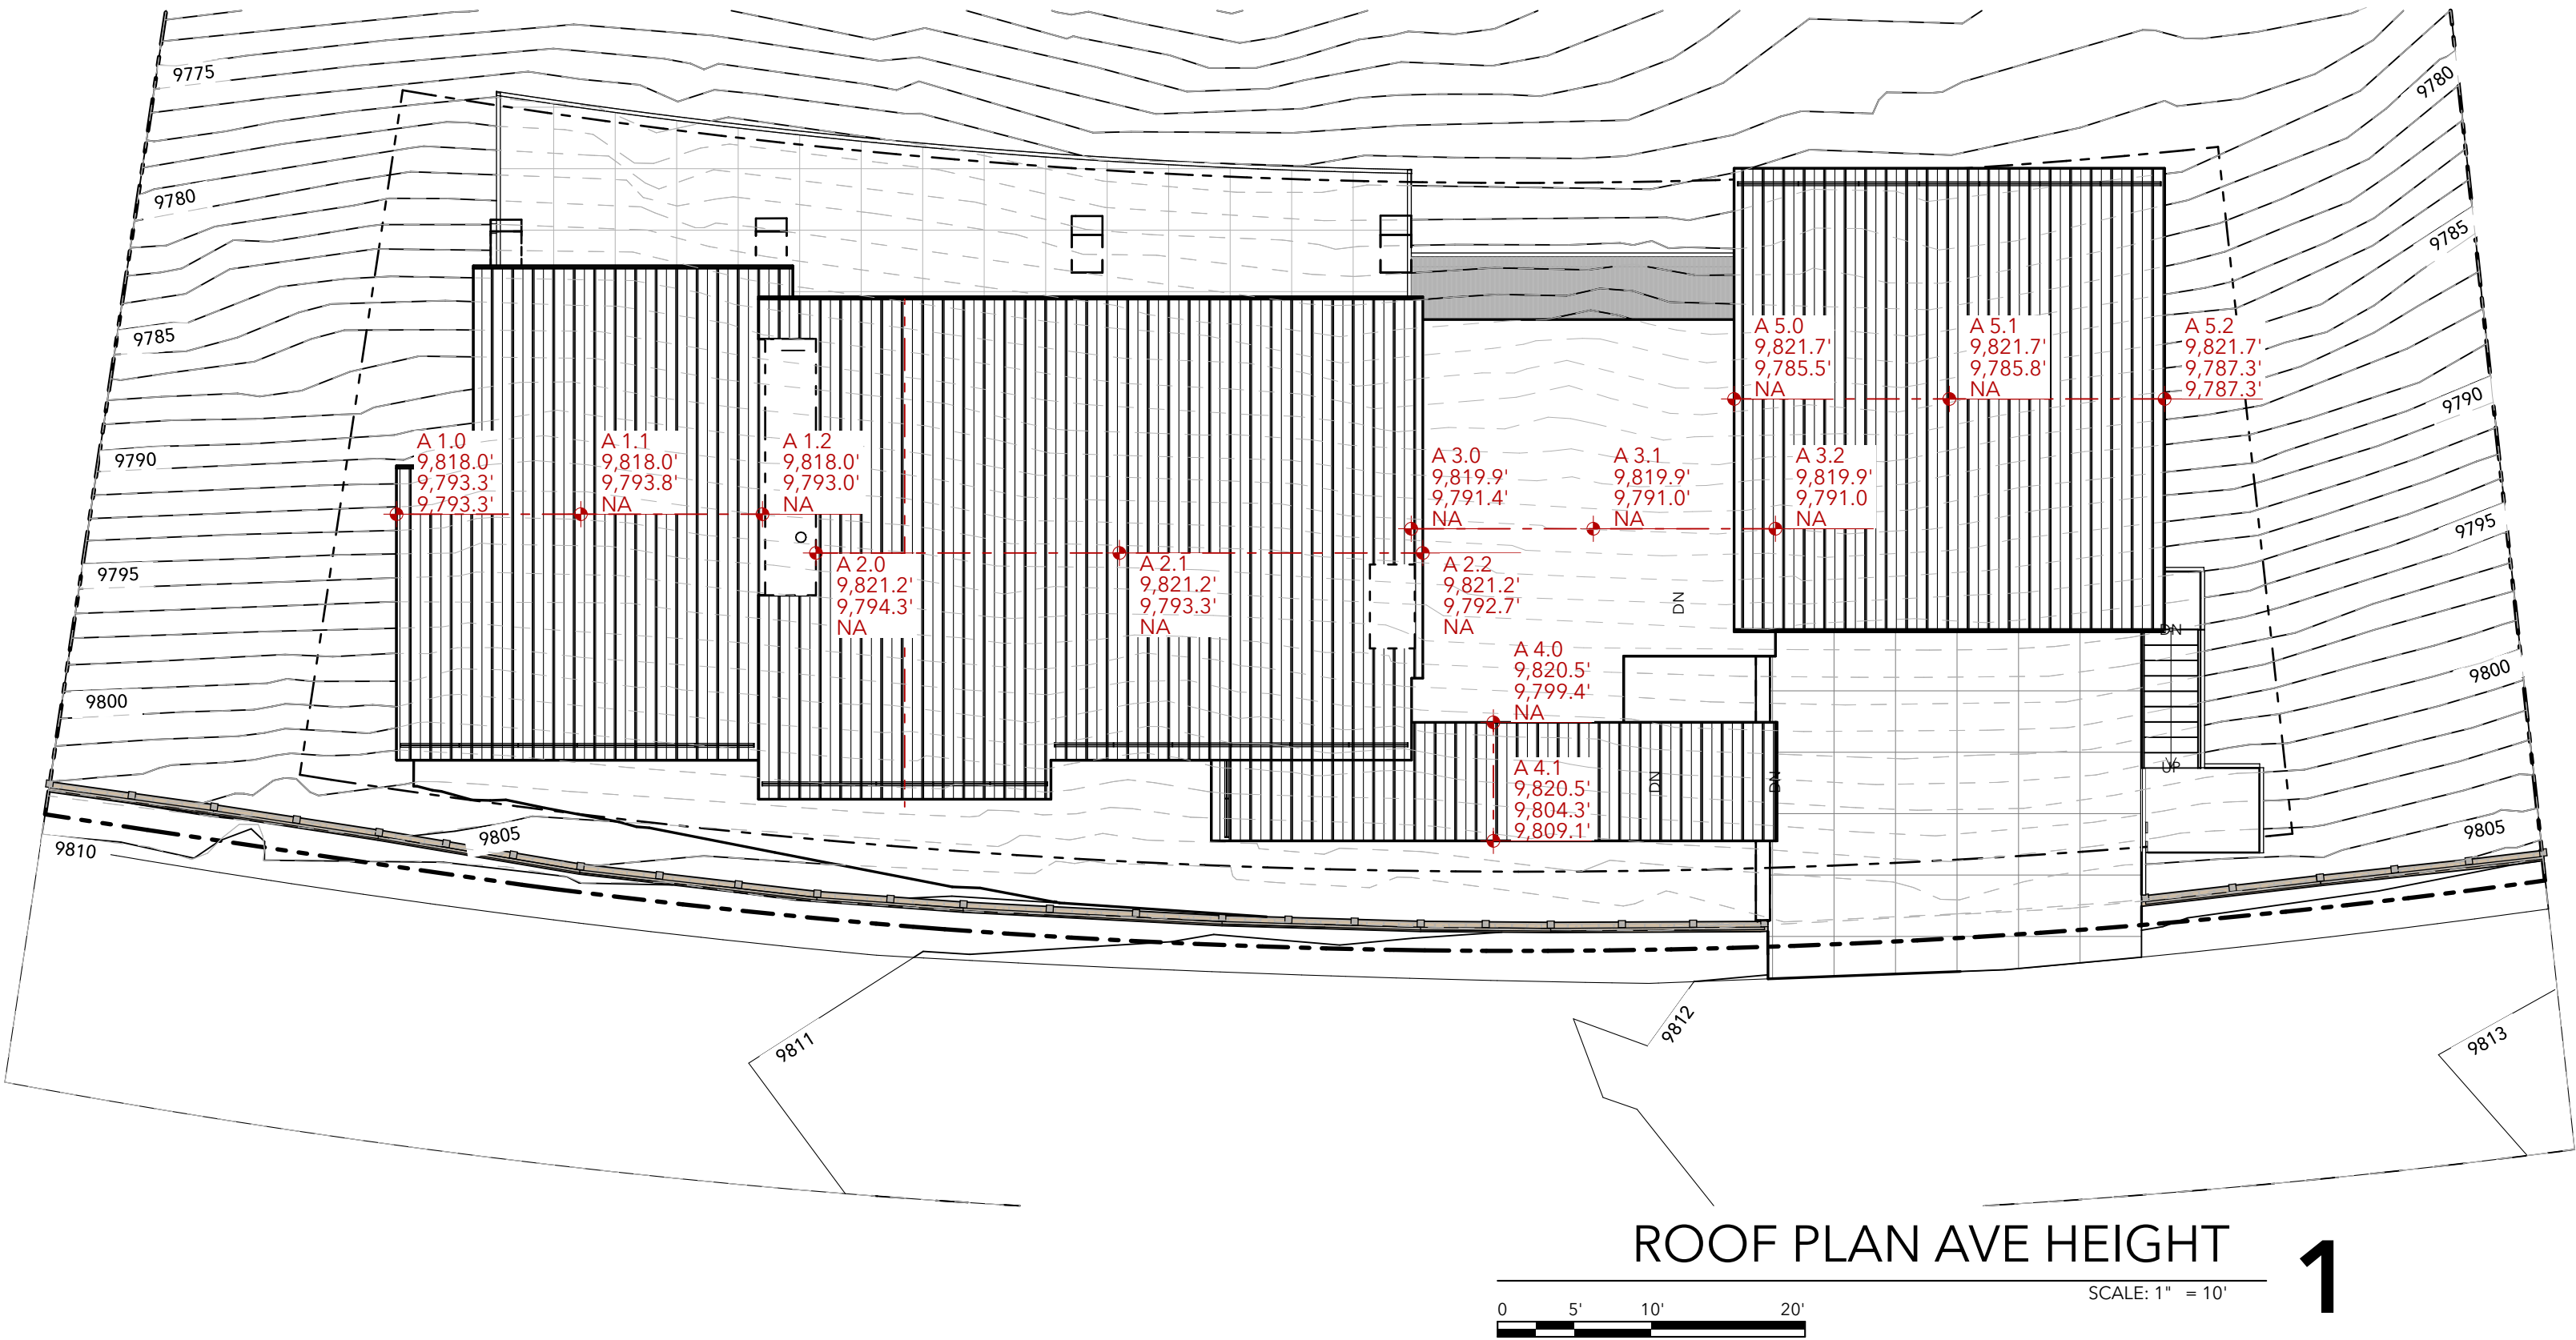 9775
9780
9780
9785
9785
9790
9790
9795
9795
9800
9800
9805
9805
9810
9811
9812
9813
A 1.0
9,818.0'
9,793.3'
9,793.3'
A 1.1
9,818.0'
9,793.8'
NA
A 1.2
9,818.0'
9,793.0'
NA
A 2.0
9,821.2'
9,794.3'
NA
A 2.1
9,821.2'
9,793.3'
NA
A 2.2
9,821.2'
9,792.7'
NA
A 3.0
9,819.9'
9,791.4'
NA
A 3.1
9,819.9'
9,791.0'
NA
A 3.2
9,819.9'
9,791.0
NA
A 4.0
9,820.5'
9,799.4'
NA
A 4.1
9,820.5'
9,804.3'
9,809.1'
A 5.0
9,821.7'
9,785.5'
NA
A 5.1
9,821.7'
9,785.8'
NA
A 5.2
9,821.7'
9,787.3'
9,787.3'
DN
DN
DN
DN
UP
ROOF PLAN AVE HEIGHT
1
SCALE: 1" = 10'
0 5' 10' 20'